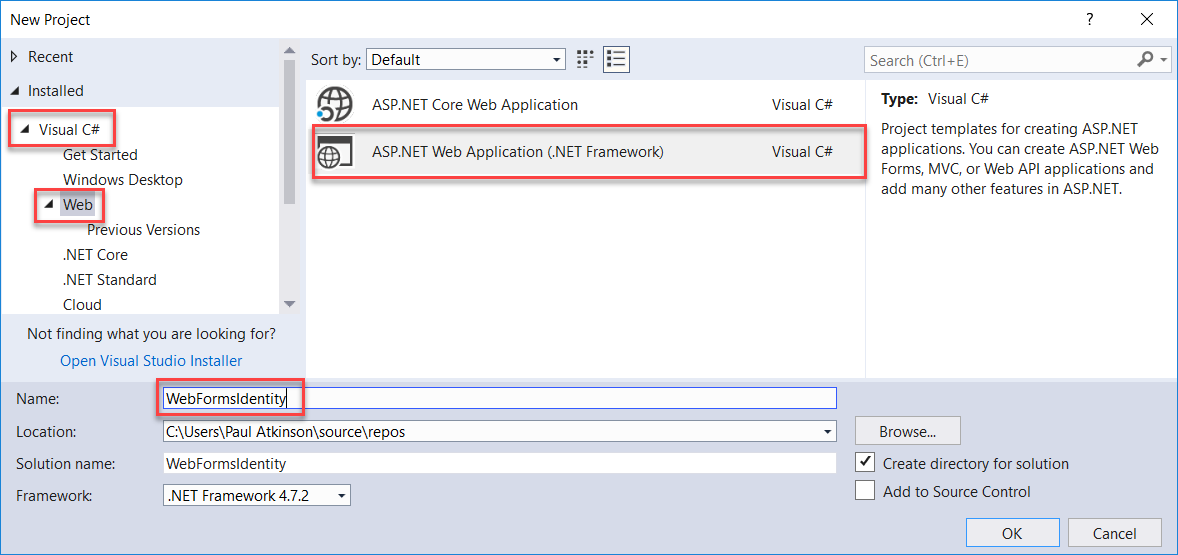 New Project
?
Recent
Installed
Visual C#
Get Started
Windows Desktop
Web
Previous Versions
.NET Core
.NET Standard
Cloud
Not finding what you are looking for?
Open Visual Studio Installer
Sort by: Default
Search (Ctrl+E)
ASP.NET Core Web Application Visual C#
ASP.NET Web Application (.NET Framework) Visual C#
Type: Visual C#
Project templates for creating ASP.NET
applications. You can create ASP.NET Web
Forms, MVC, or Web API applications and
add many other features in ASP.NET.
Name: WebFormsIdentity
Location: C:\Users\Paul Atkinson\source\repos
Browse...
Solution name: WebFormsIdentity
Create directory for solution
Framework: .NET Framework 4.7.2
Add to Source Control
OK
Cancel